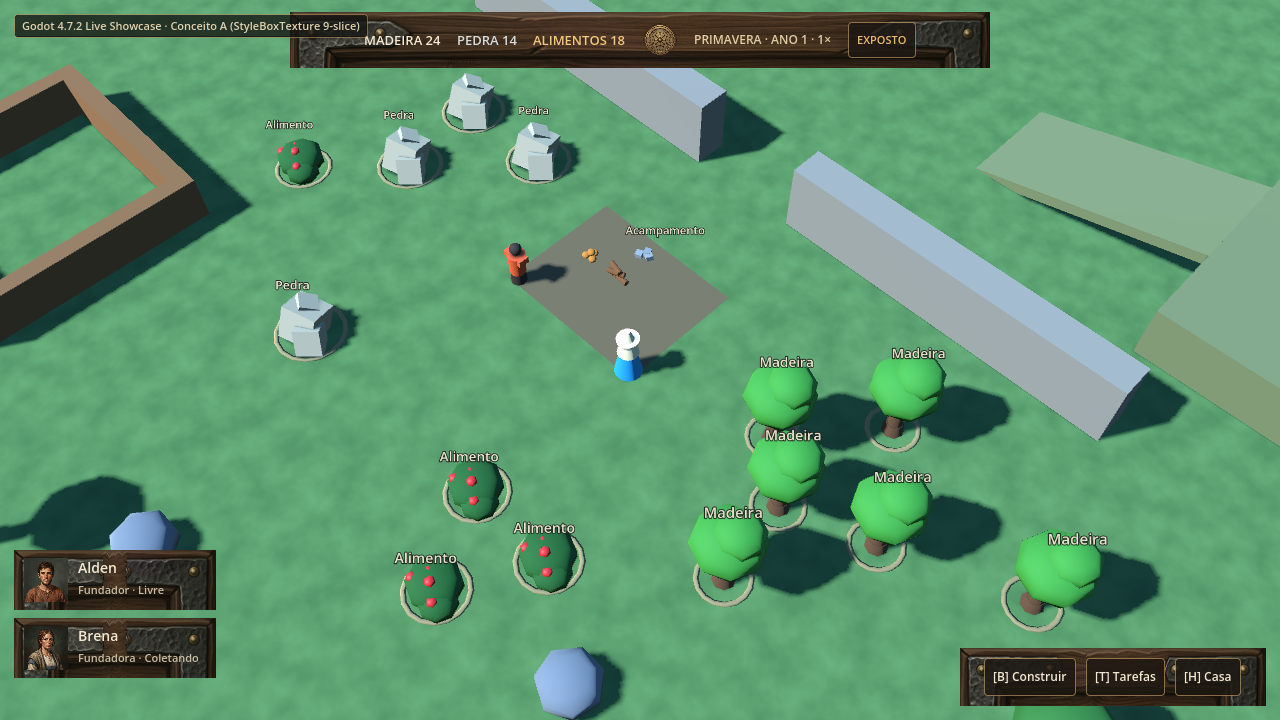 Godot 4.7.2 Live Showcase · Conceito A (StyleBoxTexture 9-slice)
MADEIRA 24 PEDRA 14 ALIMENTOS 18 PRIMAVERA · ANO 1 · 1× EXPOSTO
Pedra
Pedra
Alimento
Acampamento
Pedra
Madeira
Madeira
Madeira
Alimento
Madeira
Madeira
Alimento
Madeira
Alimento
Alden
Fundador · Livre
Brena
Fundadora · Coletando
[B] Construir [T] Tarefas [H] Casa